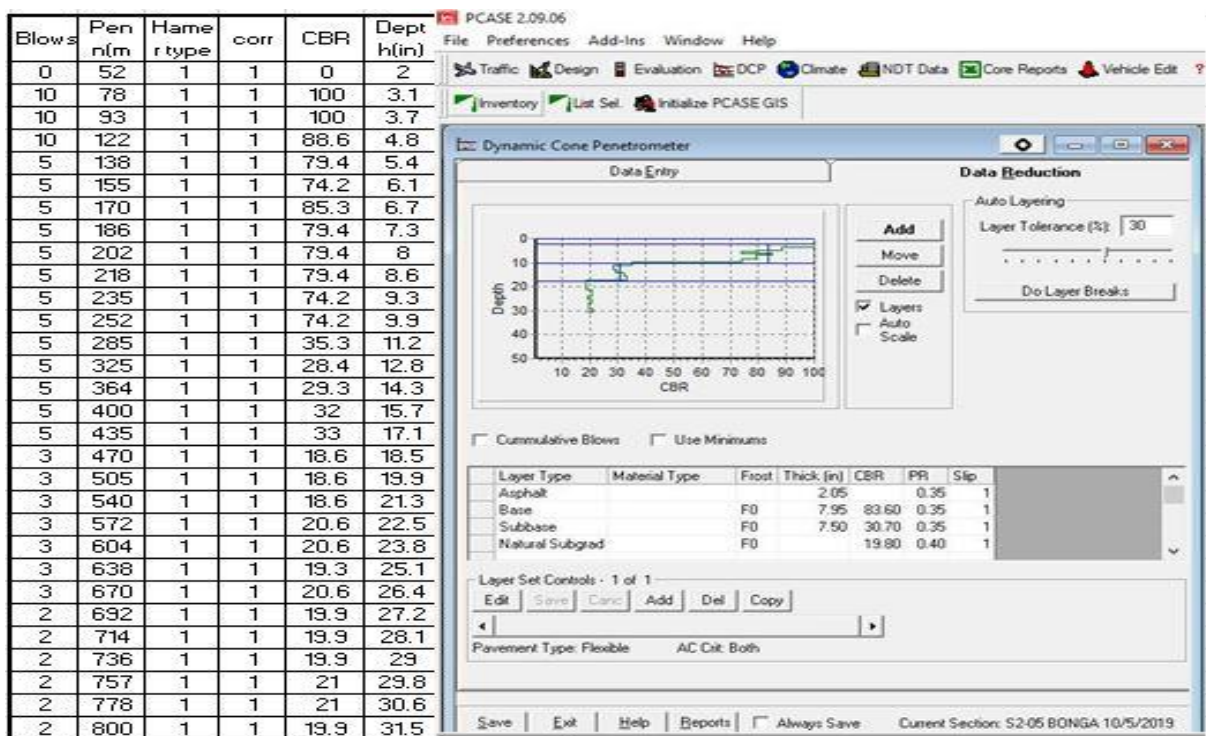 Blows Pen n(m Hame r type corr CBR Dept h(in)
0 52 1 1 0 2
10 78 1 1 100 3.1
10 93 1 1 100 3.7
10 122 1 1 88.6 4.8
5 138 1 1 79.4 5.4
5 155 1 1 74.2 6.1
5 170 1 1 85.3 6.7
5 186 1 1 79.4 7.3
5 202 1 1 79.4 8
5 218 1 1 79.4 8.6
5 235 1 1 74.2 9.3
5 252 1 1 74.2 9.9
5 285 1 1 35.3 11.2
5 325 1 1 28.4 12.8
5 364 1 1 29.3 14.3
5 400 1 1 32 15.7
5 435 1 1 33 17.1
3 470 1 1 18.6 18.5
3 505 1 1 18.6 19.9
3 540 1 1 18.6 21.3
3 572 1 1 20.6 22.5
3 604 1 1 20.6 23.8
3 638 1 1 19.3 25.1
3 670 1 1 20.6 26.4
2 692 1 1 19.9 27.2
2 714 1 1 19.9 28.1
2 736 1 1 19.9 29
2 757 1 1 21 29.8
2 778 1 1 21 30.6
2 800 1 1 19.9 31.5
PCASE 2.09.06
File Preferences Add-Ins Window Help
Traffic Design Evaluation DCP Climate NDT Data Core Reports Vehicle Edit ?
Inventory List Sel. Initialize PCASE GIS
Dynamic Cone Penetrometer
Data Entry Data Reduction
Auto Layering
Layer Tolerance (%): 30
Do Layer Breaks
Add
Move
Delete
Layers
Auto Scale
Depth
0
10
20
30
40
50
10 20 30 40 50 60 70 80 90 100
CBR
Cummulative Blows Use Minimums
Layer Type Material Type Frost Thick (in) CBR PR Slip
Asphalt 2.05 0.35 1
Base F0 7.95 83.60 0.35 1
Subbase F0 7.50 30.70 0.35 1
Natural Subgrad F0 19.80 0.40 1
Layer Set Controls - 1 of 1
Edit Save Canc Add Del Copy
Pavement Type: Flexible AC Crit: Both
Save Exit Help Reports Always Save Current Section: S2-05 BONGA 10/5/2019